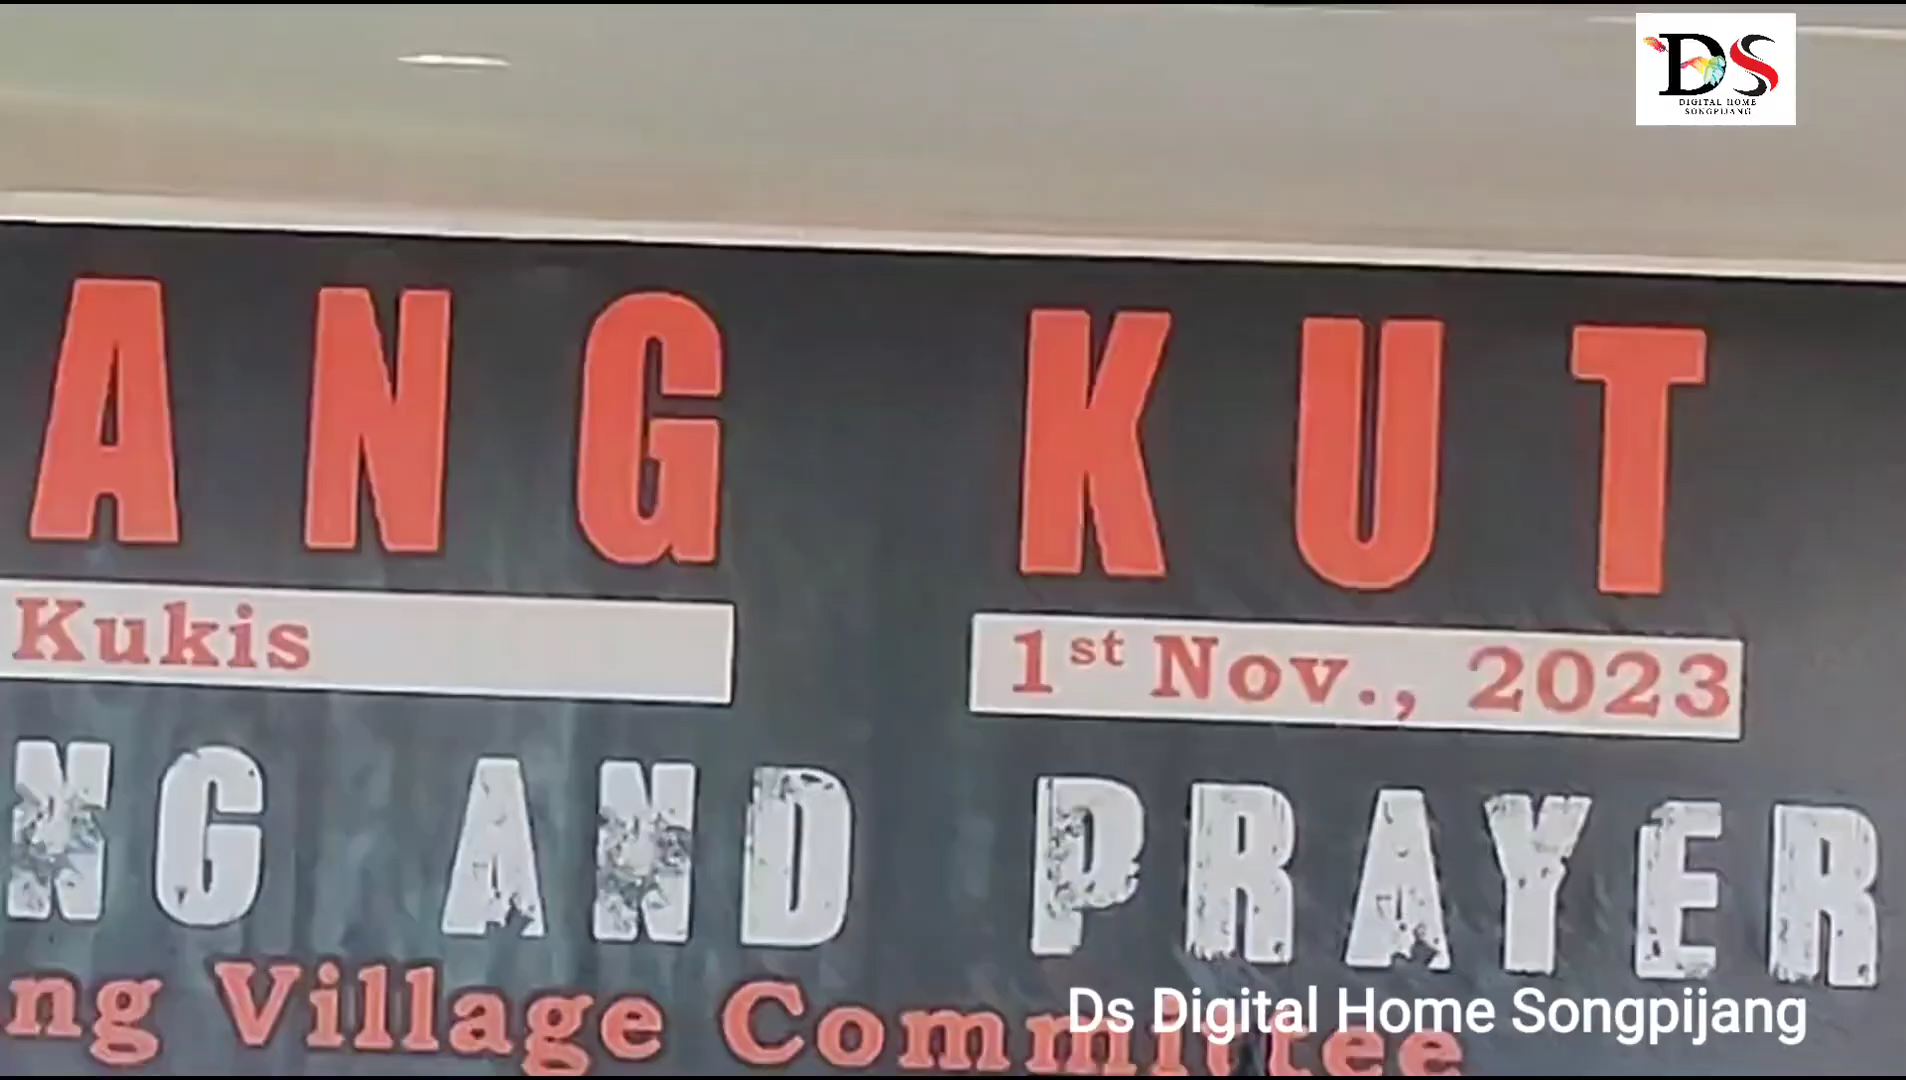 DS
DIGITAL HOME
SONGPIJANG
ANG KUT
Kukis
1st Nov., 2023
NG AND PRAYER
ng Village Committee
Ds Digital Home Songpijang